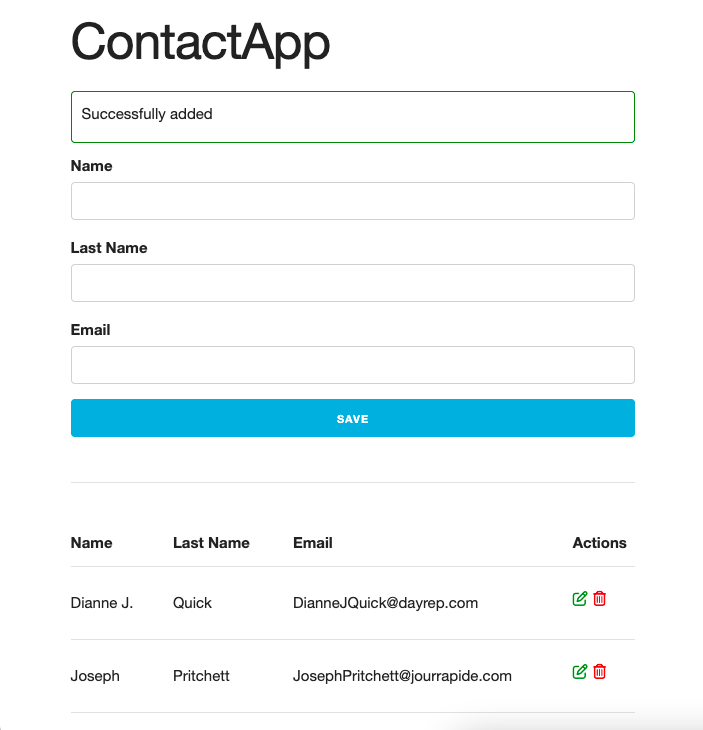 ContactApp
Successfully added
Name
Last Name
Email
SAVE
Name Last Name Email Actions
Dianne J. Quick DianneJQuick@dayrep.com
Joseph Pritchett JosephPritchett@jourrapide.com